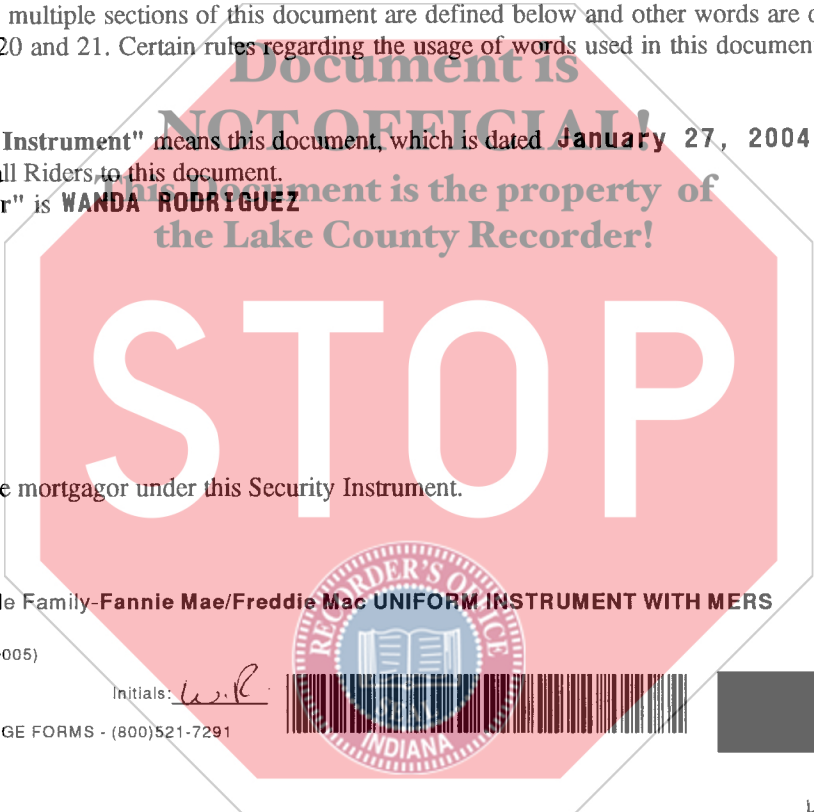 multiple sections of this document are defined below and other words are
20 and 21. Certain rules regarding the usage of words used in this document
Document is
NOT OFFICIAL!
Instrument" means this document, which is dated January 27, 2004
all Riders to this document.
This Document is the property of
r" is WANDA RODRIGUEZ
the Lake County Recorder!
STOP
e mortgagor under this Security Instrument.
le Family-Fannie Mae/Freddie Mac UNIFORM INSTRUMENT WITH MERS
005)
Initials: W.R.
GE FORMS - (800)521-7291
RECORDER'S OFFICE
SEAL
INDIANA